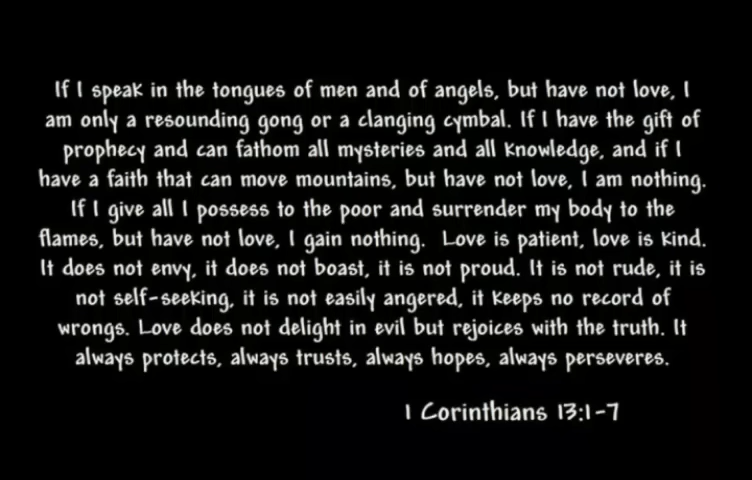 If I speak in the tongues of men and of angels, but have not love, I
am only a resounding gong or a clanging cymbal. If I have the gift of
prophecy and can fathom all mysteries and all knowledge, and if I
have a faith that can move mountains, but have not love, I am nothing.
If I give all I possess to the poor and surrender my body to the
flames, but have not love, I gain nothing.  Love is patient, love is kind.
It does not envy, it does not boast, it is not proud. It is not rude, it is
not self-seeking, it is not easily angered, it keeps no record of
wrongs. Love does not delight in evil but rejoices with the truth. It
always protects, always trusts, always hopes, always perseveres.
1 Corinthians 13:1-7